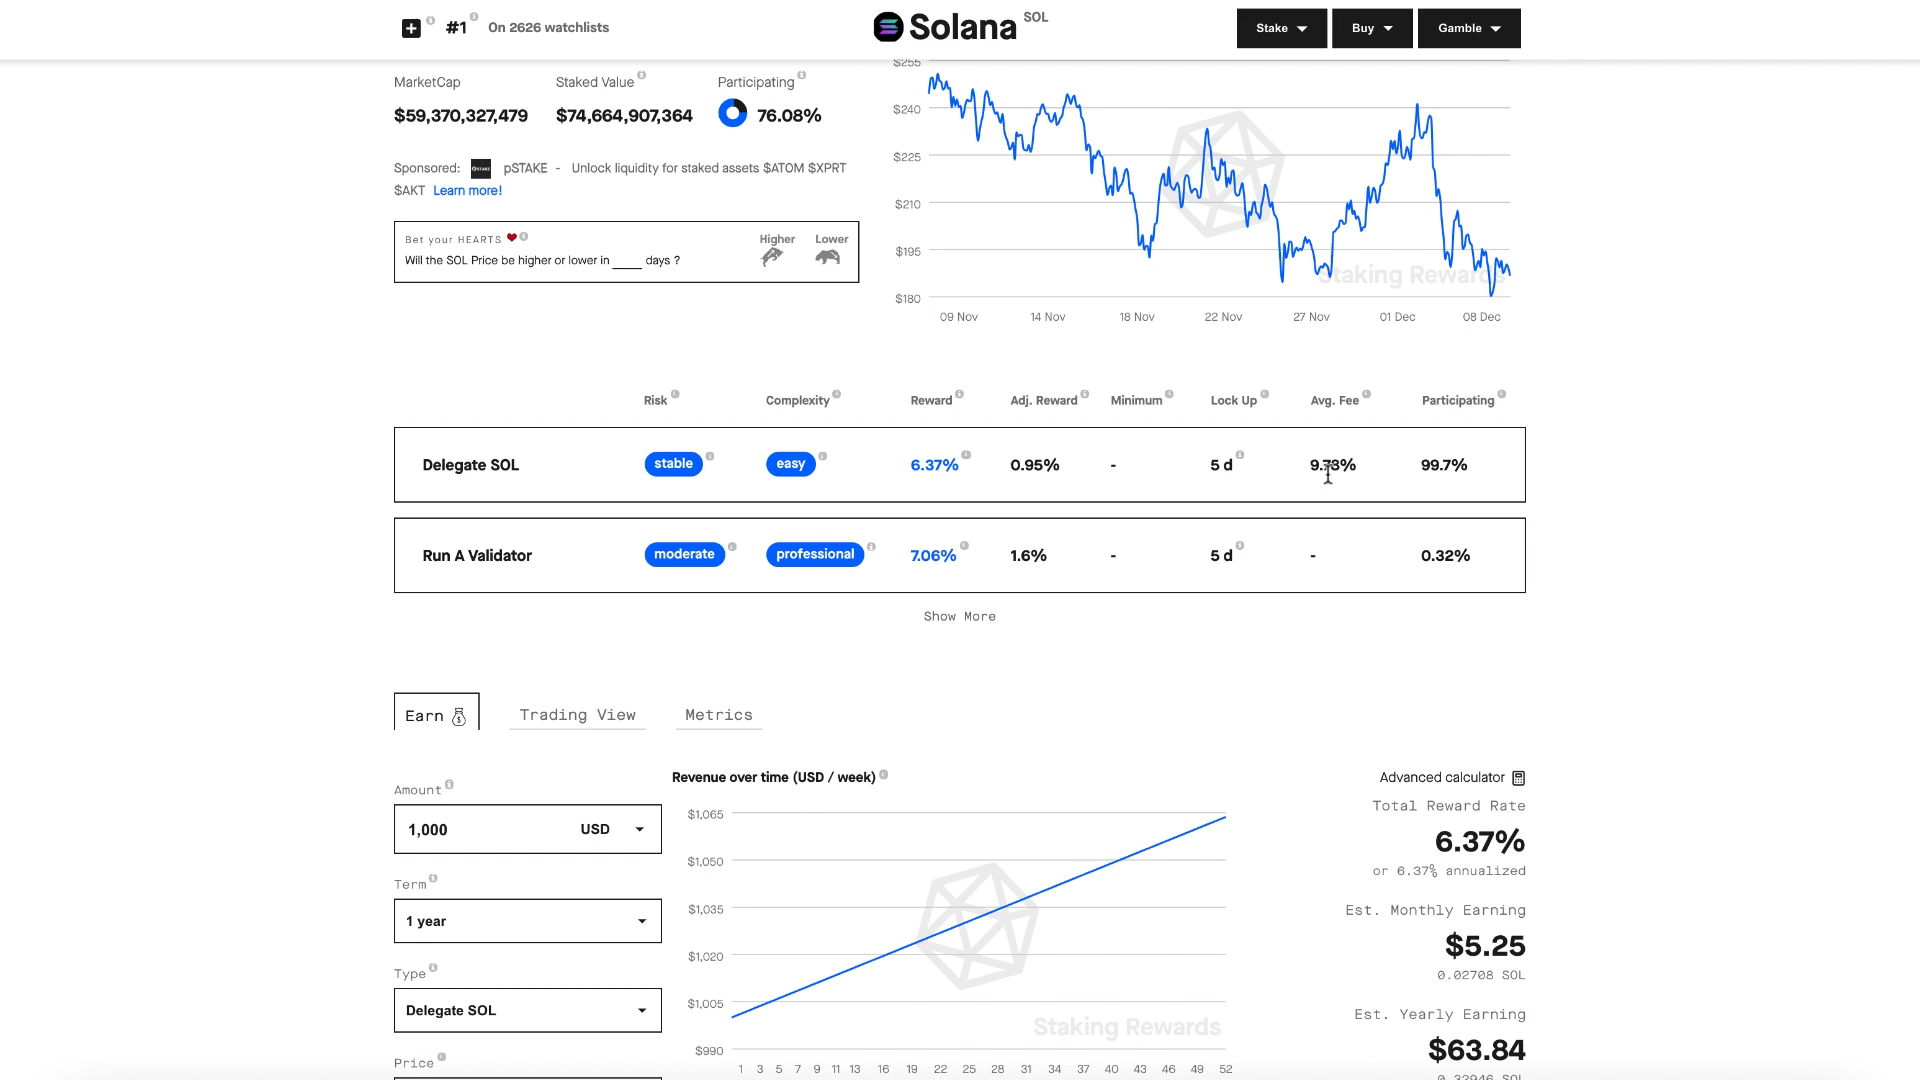 #1 On 2626 watchlists
Solana SOL
Stake Buy Gamble
MarketCap Staked Value Participating
$59,370,327,479 $74,664,907,364 76.08%
Sponsored: pSTAKE - Unlock liquidity for staked assets $ATOM $XPRT
$AKT Learn more!
Bet your HEARTS
Will the SOL Price be higher or lower in ____ days ?
Higher Lower
$255
$240
$225
$210
$195
$180
09 Nov 14 Nov 18 Nov 22 Nov 27 Nov 01 Dec 08 Dec
Staking Rewards
Risk Complexity Reward Adj. Reward Minimum Lock Up Avg. Fee Participating
Delegate SOL stable easy 6.37% 0.95% - 5 d 9.73% 99.7%
Run A Validator moderate professional 7.06% 1.6% - 5 d - 0.32%
Show More
Earn Trading View Metrics
Amount
1,000 USD
Term
1 year
Type
Delegate SOL
Price
Revenue over time (USD / week)
$1,065
$1,050
$1,035
$1,020
$1,005
$990
1 3 5 7 9 11 13 16 19 22 25 28 31 34 37 40 43 46 49 52
Staking Rewards
Advanced calculator
Total Reward Rate
6.37%
or 6.37% annualized
Est. Monthly Earning
$5.25
0.02708 SOL
Est. Yearly Earning
$63.84
0.32946 SOL